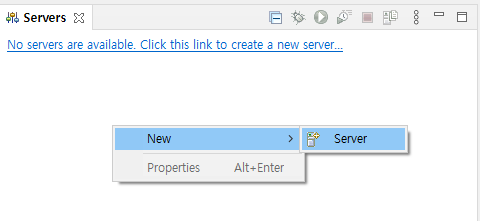 Servers
No servers are available. Click this link to create a new server...
New
Server
Properties Alt+Enter